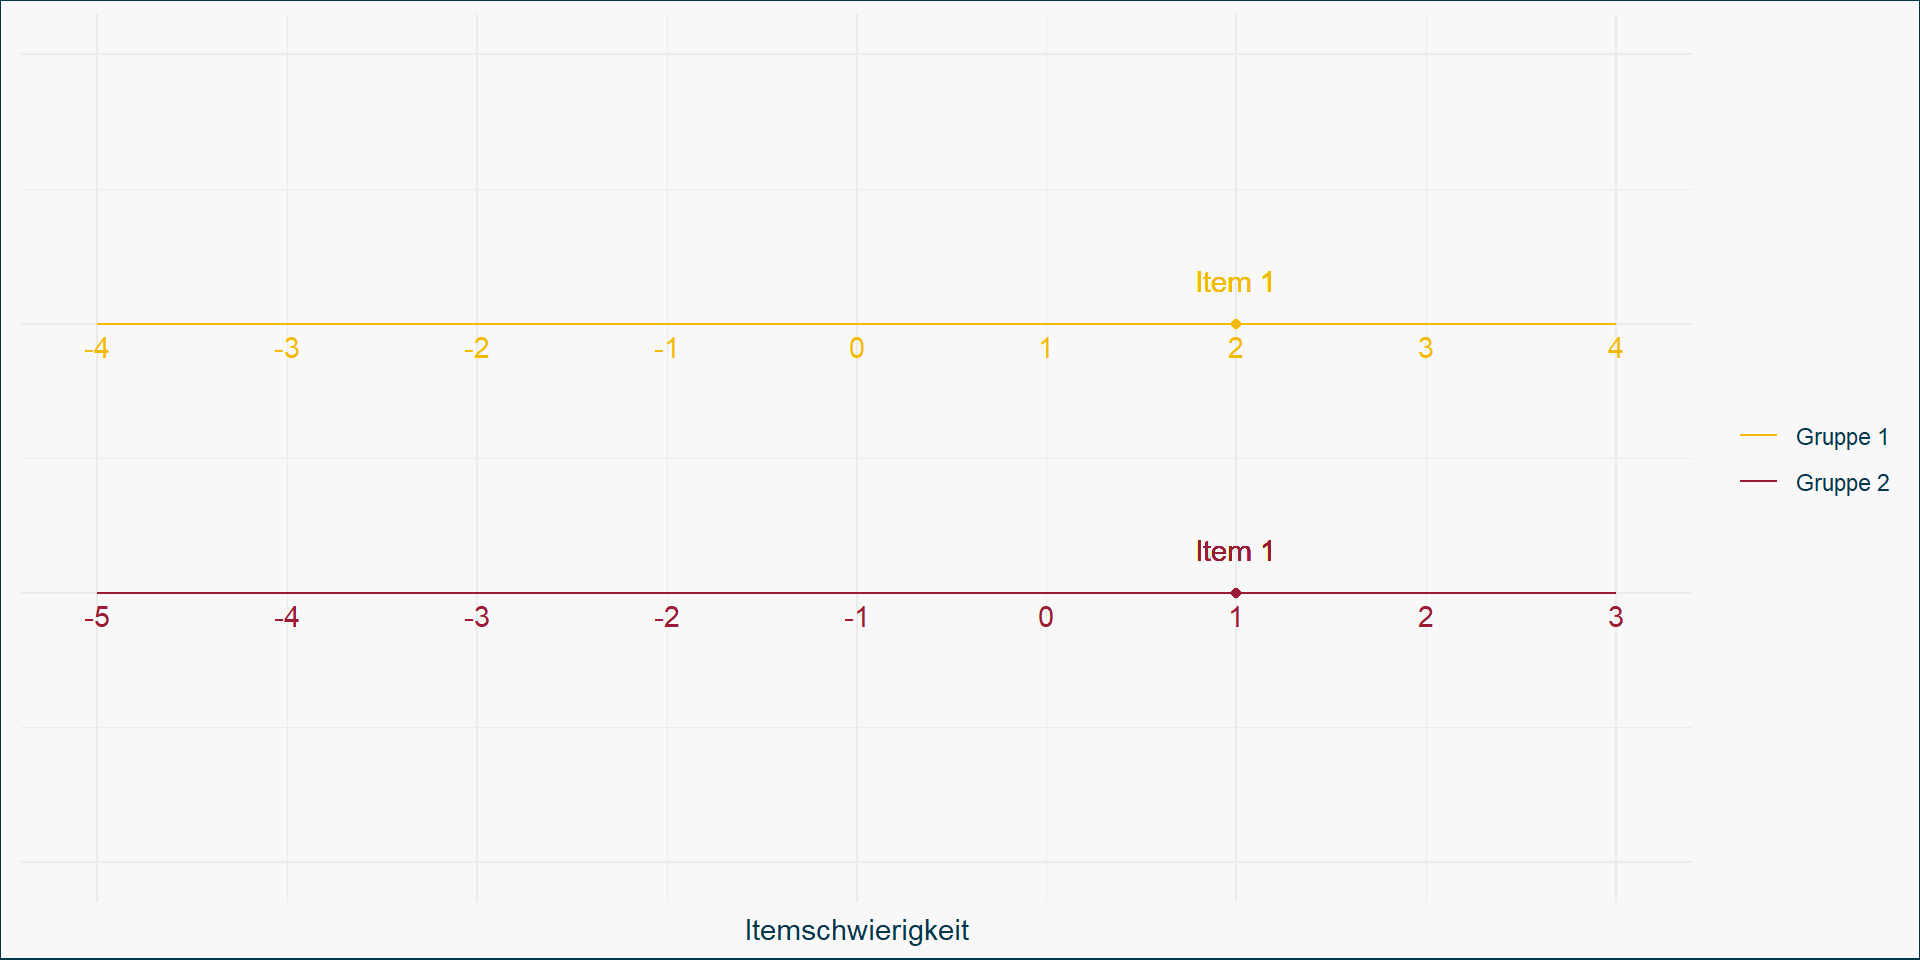 Item 1
-4 -3 -2 -1 0 1 2 3 4
Gruppe 1
Gruppe 2
Item 1
-5 -4 -3 -2 -1 0 1 2 3
Itemschwierigkeit